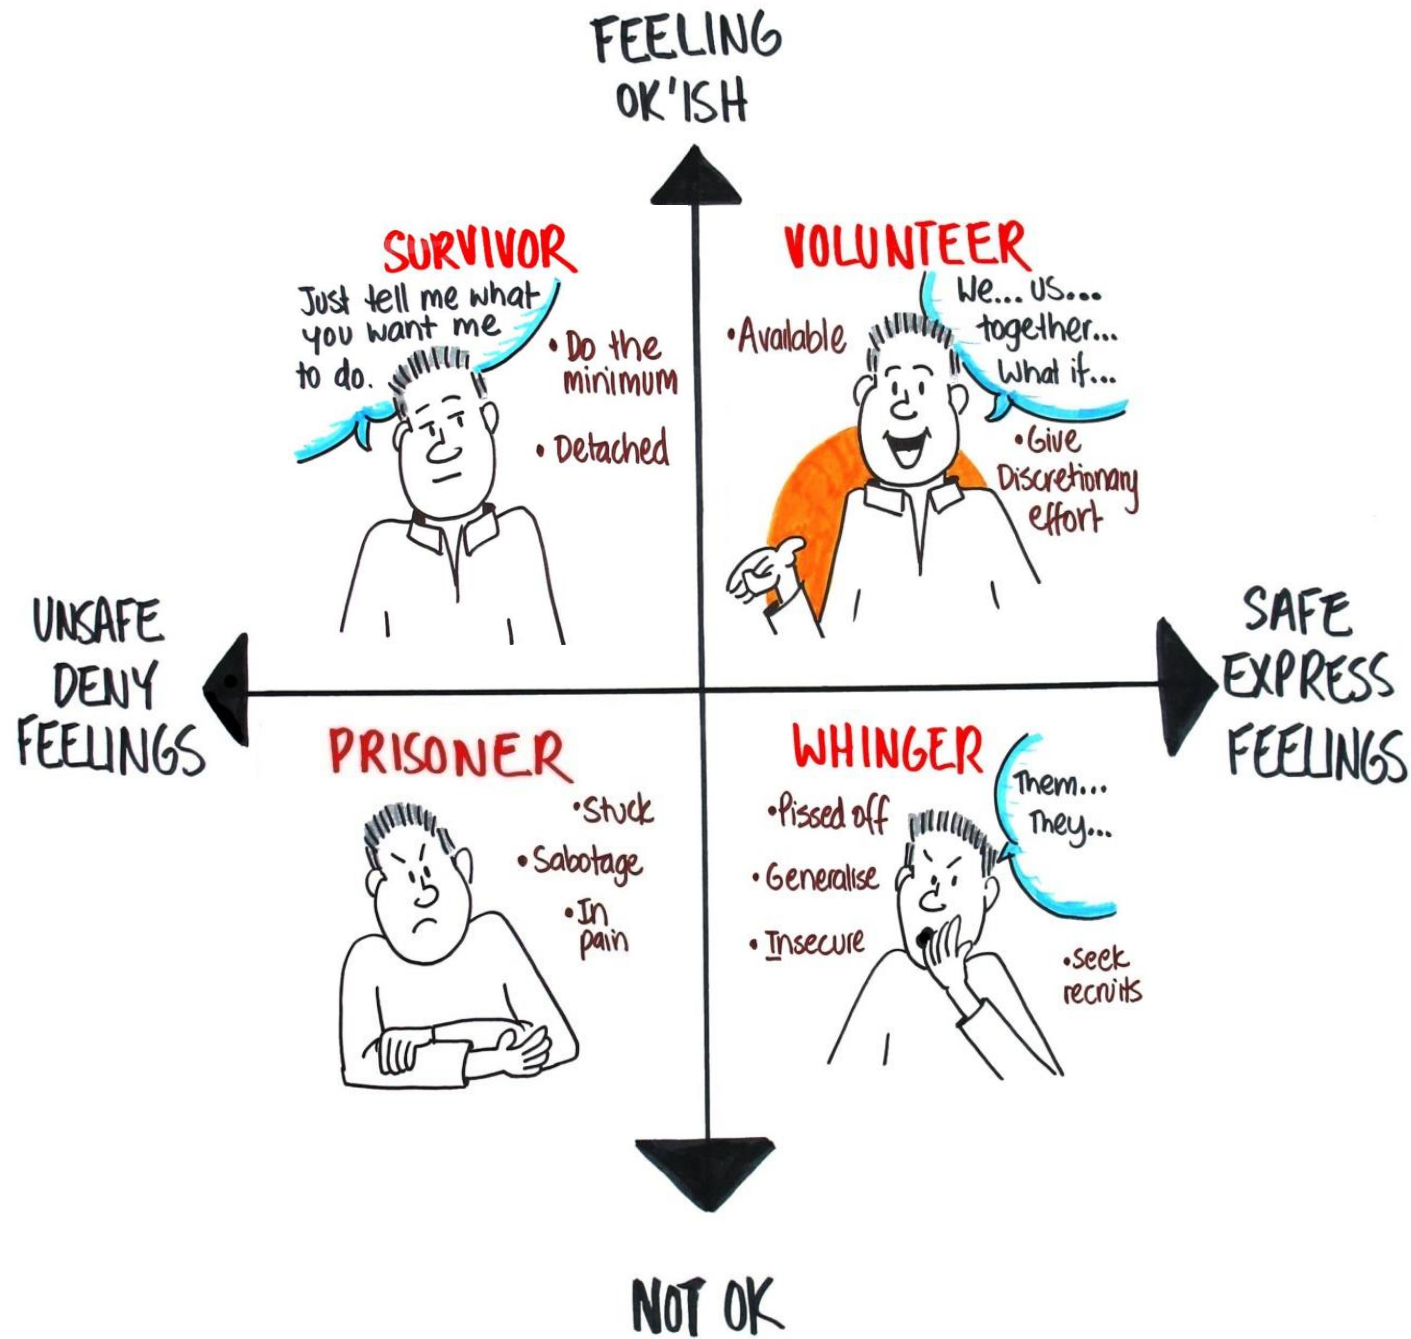 FEELING
OK'ISH
SURVIVOR
Just tell me what
you want me
to do.
• Do the
minimum
• Detached
VOLUNTEER
• Available
We... us...
together...
What if...
• Give
Discretionary
effort
UNSAFE
DENY
FEELINGS
SAFE
EXPRESS
FEELINGS
PRISONER
• Stuck
• Sabotage
• In
pain
WHINGER
• Pissed off
• Generalise
• Insecure
Them...
They...
• Seek
recruits
NOT OK